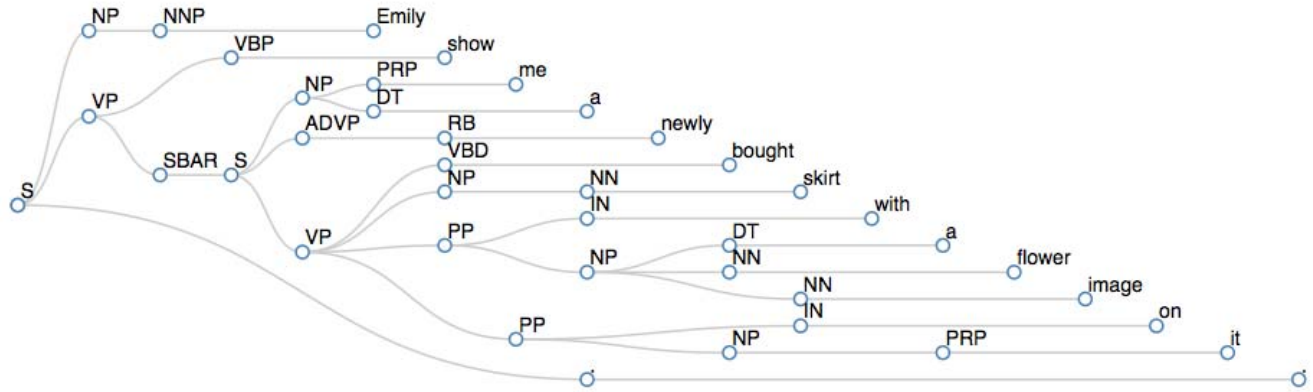 NP NNP Emily
VBP show
NP PRP me
VP DT a
ADVP RB newly
VBD bought
SBAR S NP NN skirt
S IN with
VP PP DT a
NP NN flower
NN image
PP IN on
NP PRP it
. .